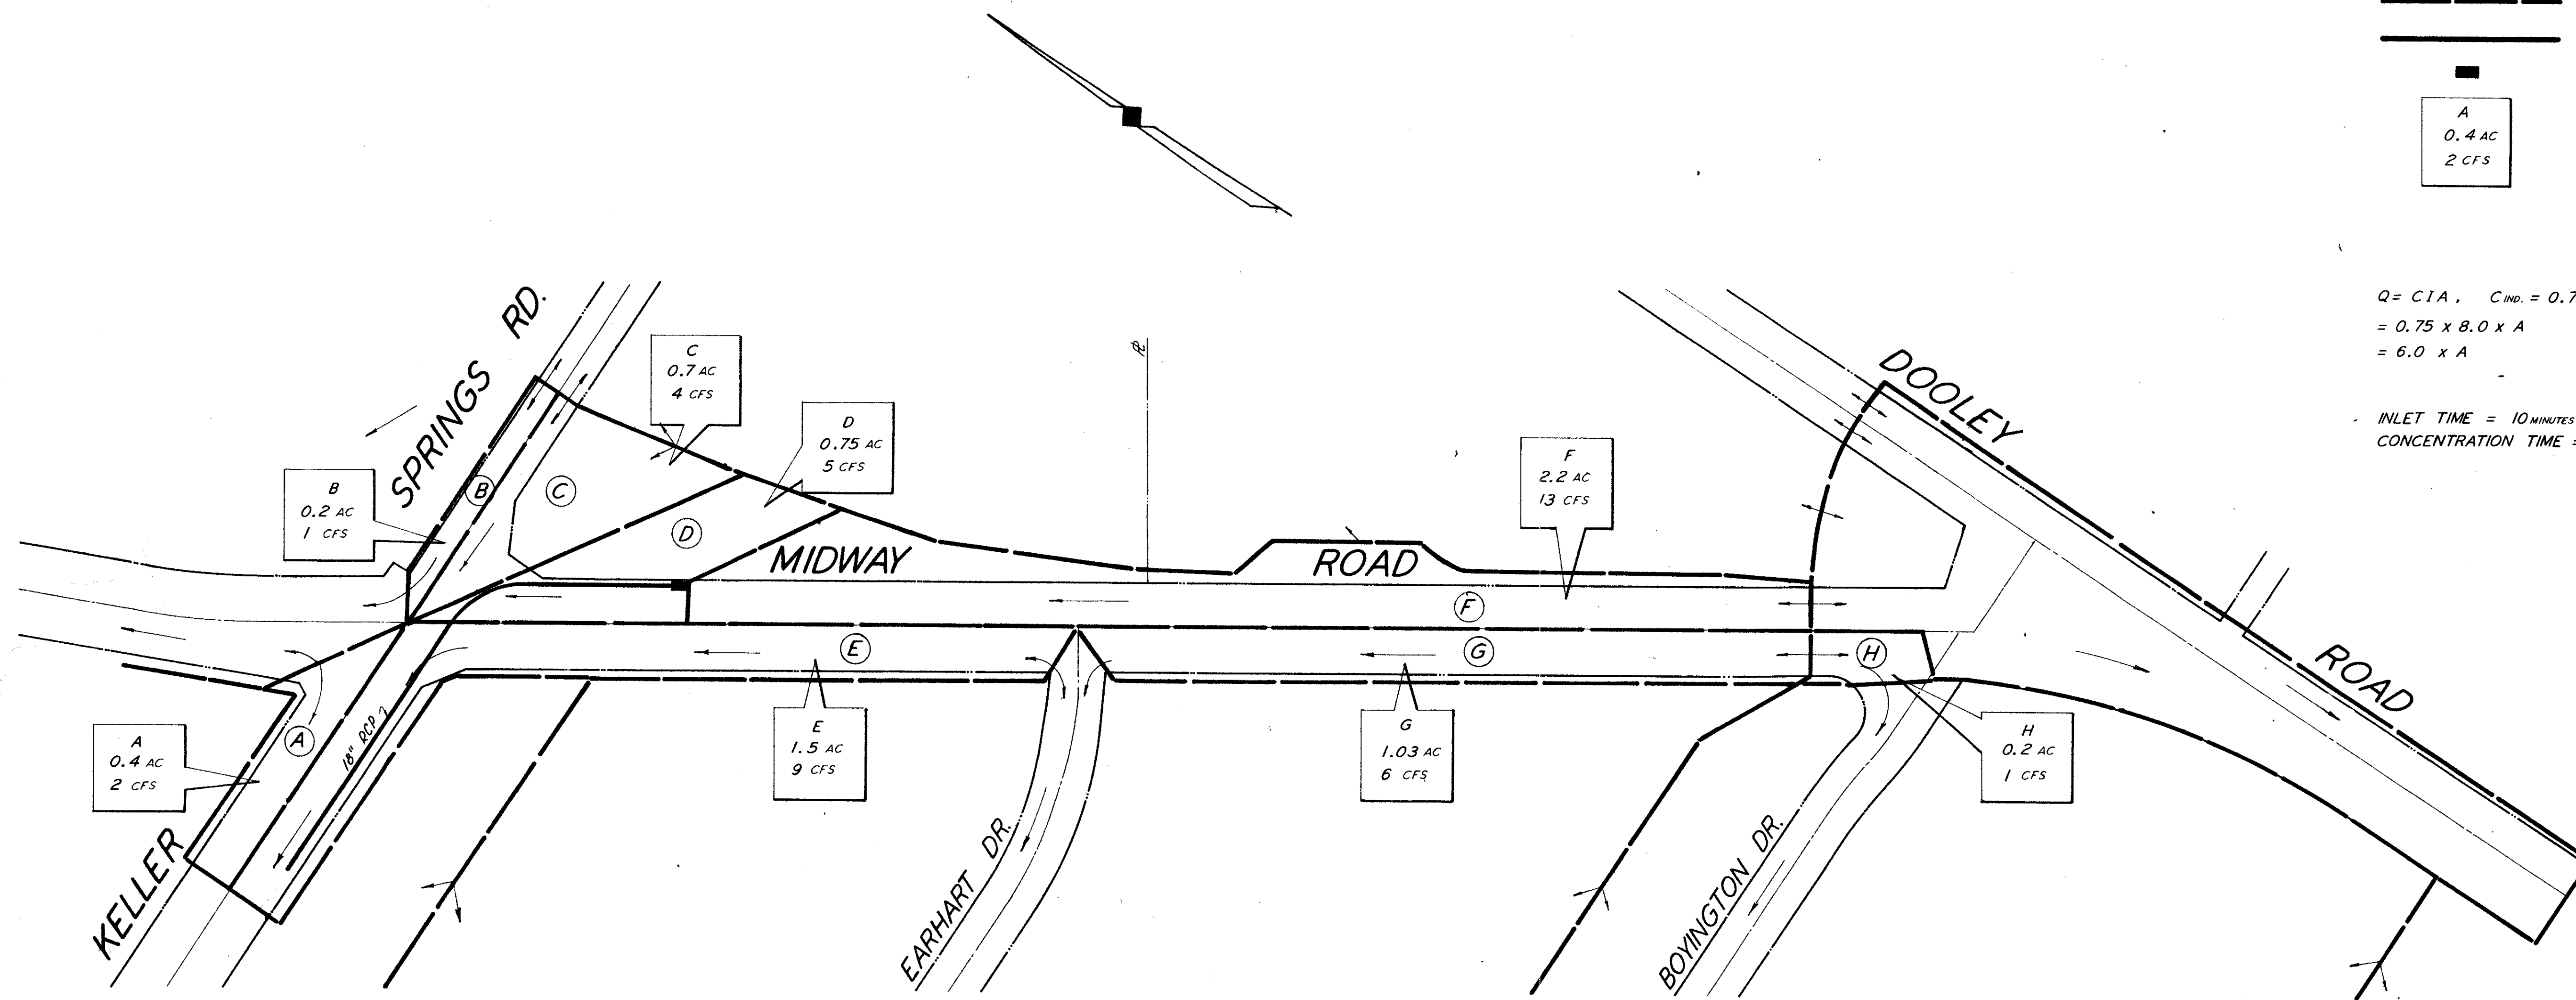 A
0.4 AC
2 CFS
Q= CIA, CIND. = 0.7
= 0.75 x 8.0 x A
= 6.0 x A
INLET TIME = 10 MINUTES
CONCENTRATION TIME =
SPRINGS RD.
C
0.7 AC
4 CFS
D
0.75 AC
5 CFS
B
0.2 AC
1 CFS
F
2.2 AC
13 CFS
DOOLEY
ROAD
B
C
D
MIDWAY
ROAD
F
E
G
H
A
18" RCP
A
0.4 AC
2 CFS
E
1.5 AC
9 CFS
G
1.03 AC
6 CFS
H
0.2 AC
1 CFS
KELLER
EARHART DR.
BOYINGTON DR.